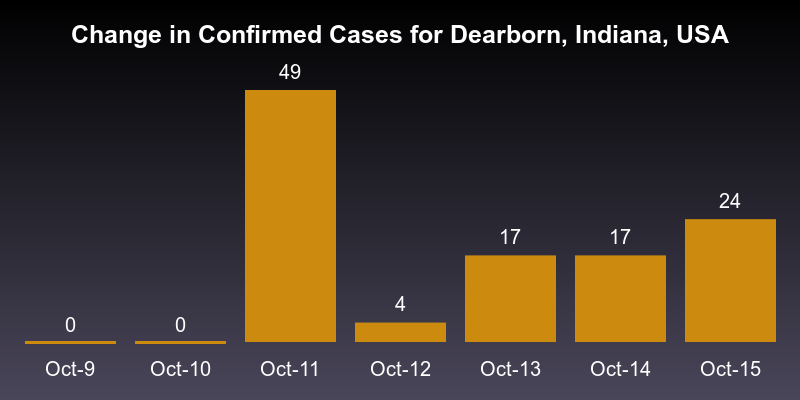 Change in Confirmed Cases for Dearborn, Indiana, USA
49
24
17
17
4
0
0
Oct-9
Oct-10
Oct-11
Oct-12
Oct-13
Oct-14
Oct-15